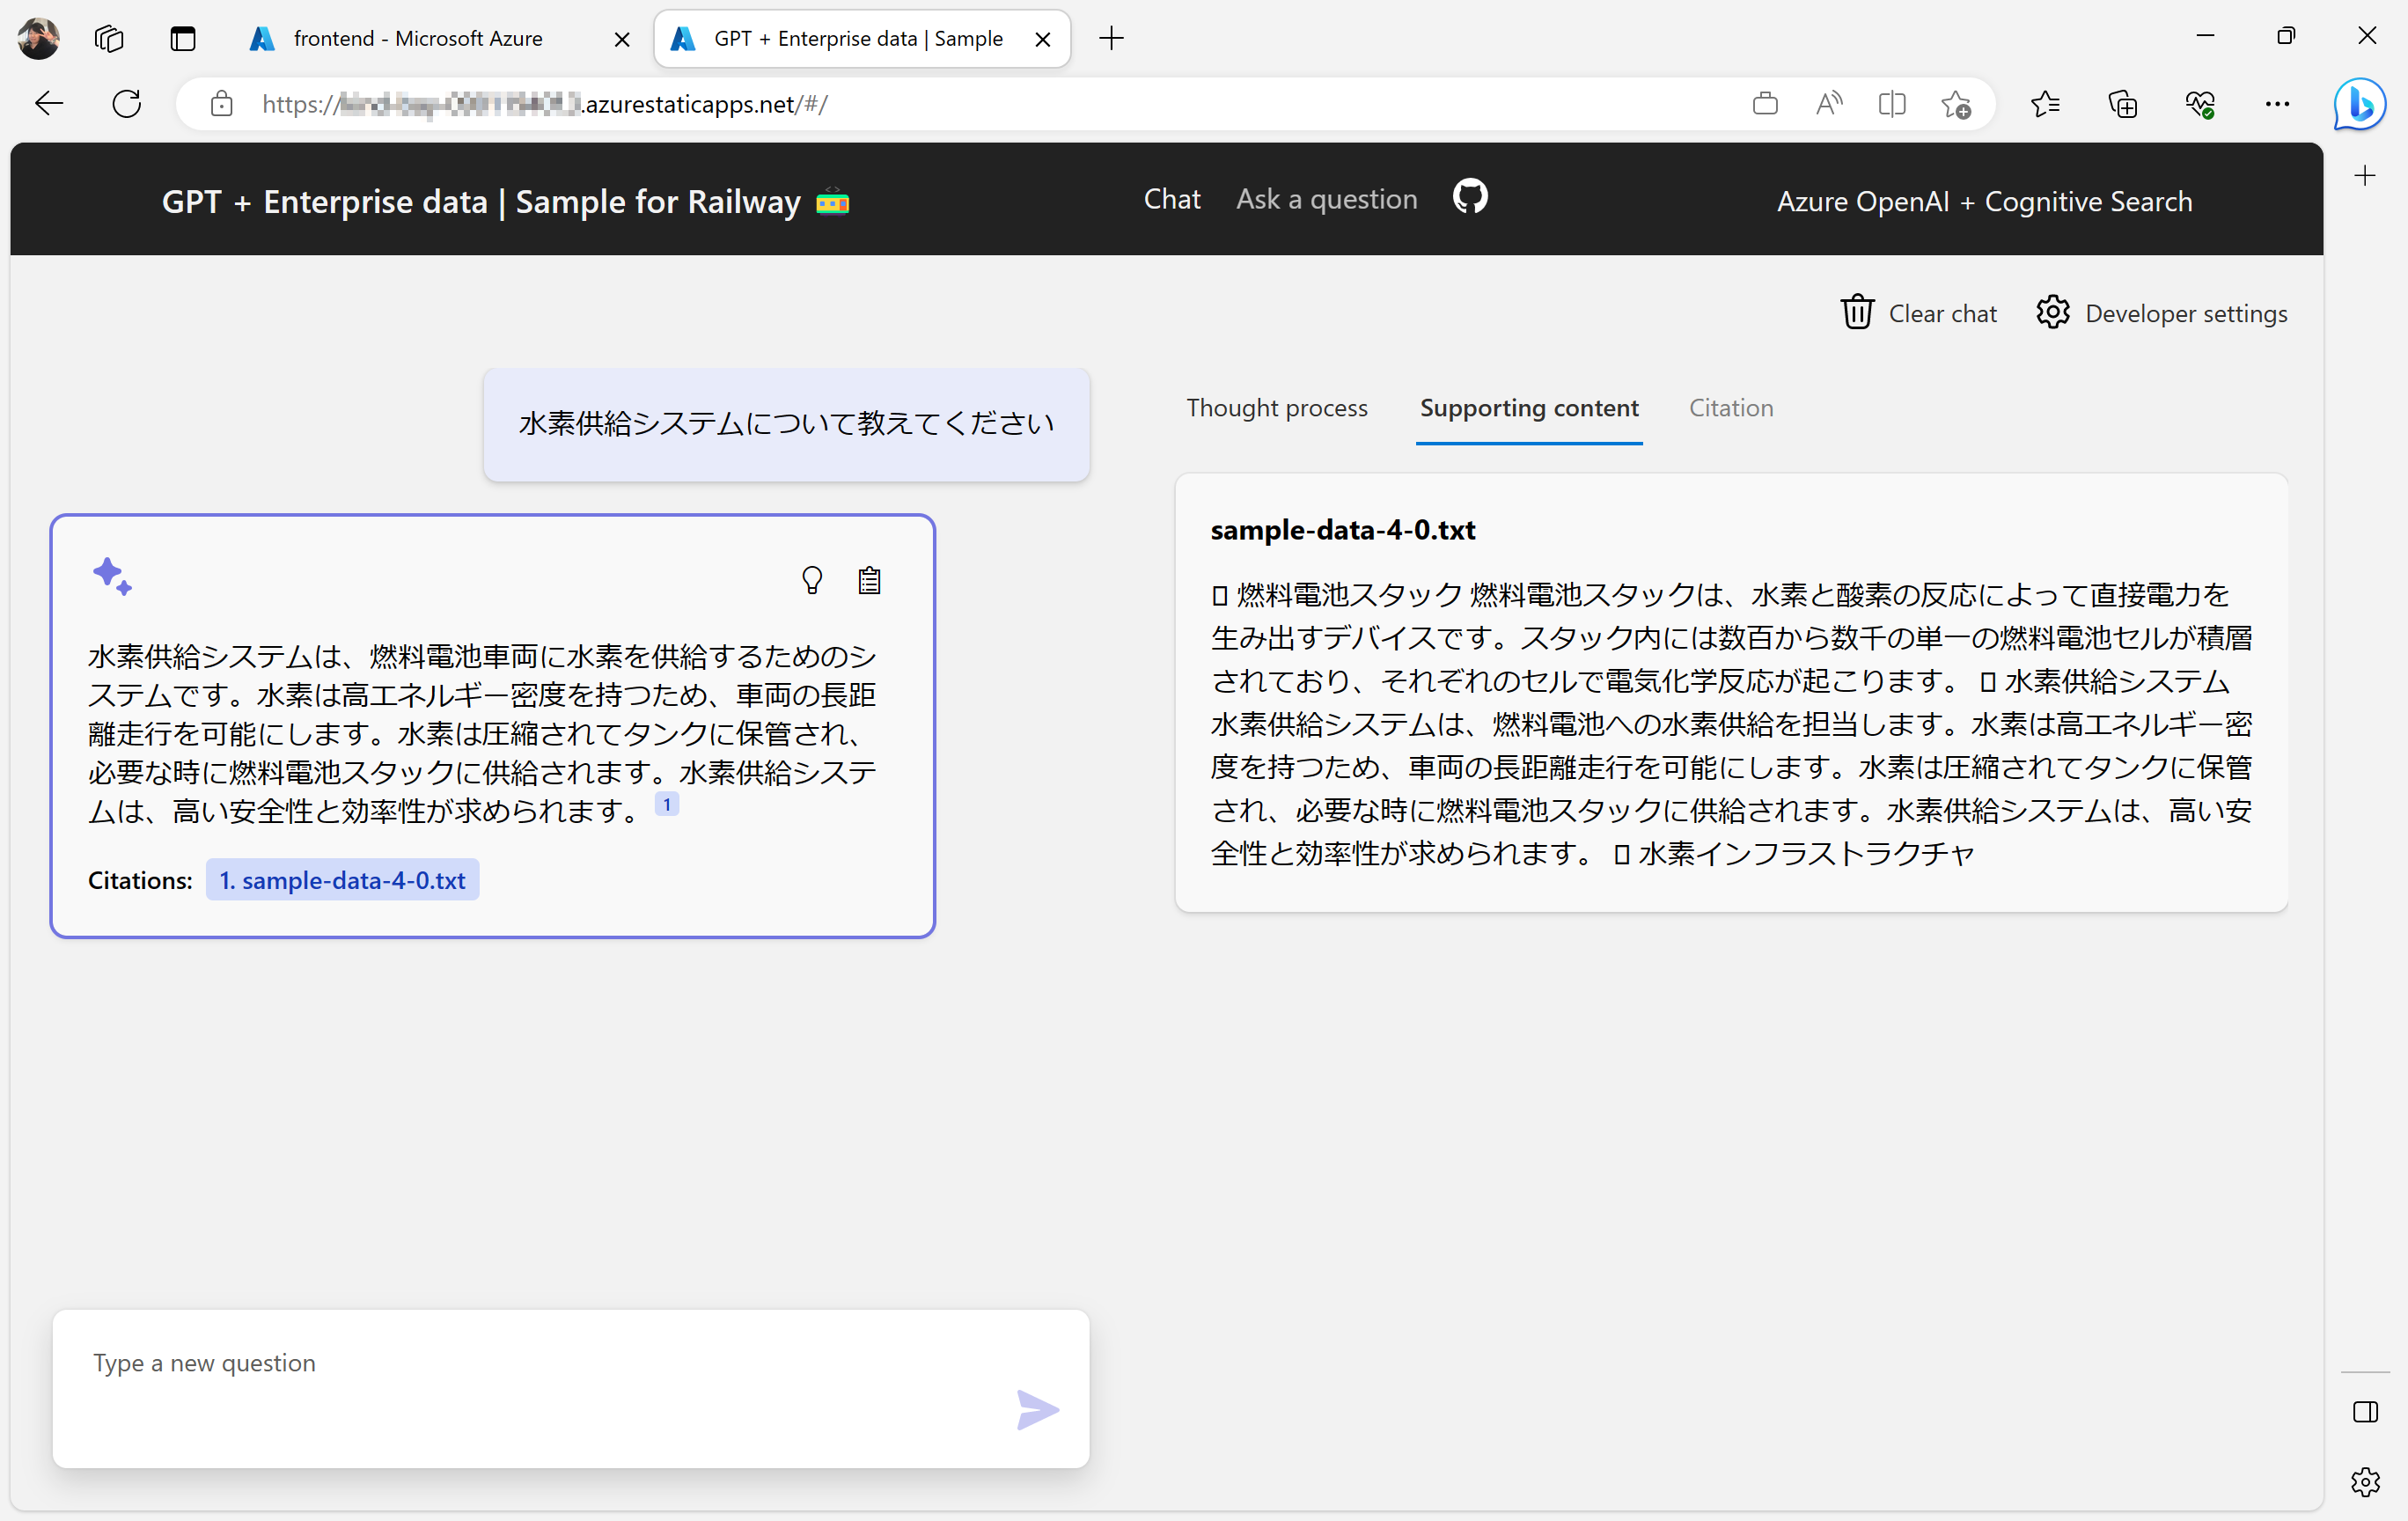 frontend - Microsoft Azure
GPT + Enterprise data | Sample
https://
.azurestaticapps.net/#/
GPT + Enterprise data | Sample for Railway
Chat
Ask a question
Azure OpenAI + Cognitive Search
Clear chat
Developer settings
水素供給システムについて教えてください
水素供給システムは、燃料電池車両に水素を供給するためのシ
ステムです。水素は高エネルギー密度を持つため、車両の長距
離走行を可能にします。水素は圧縮されてタンクに保管され、
必要な時に燃料電池スタックに供給されます。水素供給システ
ムは、高い安全性と効率性が求められます。 1
Citations: 1. sample-data-4-0.txt
Type a new question
Thought process
Supporting content
Citation
sample-data-4-0.txt
燃料電池スタック 燃料電池スタックは、水素と酸素の反応によって直接電力を
生み出すデバイスです。スタック内には数百から数千の単一の燃料電池セルが積層
されており、それぞれのセルで電気化学反応が起こります。 水素供給システム
水素供給システムは、燃料電池への水素供給を担当します。水素は高エネルギー密
度を持つため、車両の長距離走行を可能にします。水素は圧縮されてタンクに保管
され、必要な時に燃料電池スタックに供給されます。水素供給システムは、高い安
全性と効率性が求められます。 水素インフラストラクチャ